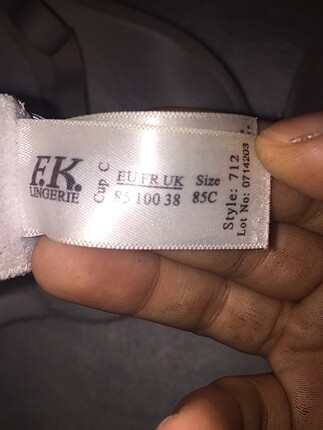 F.K.
LINGERIE
Cup C
EU FR UK
85 100 38
Size
85C
Style: 712
Lot No: 0714203